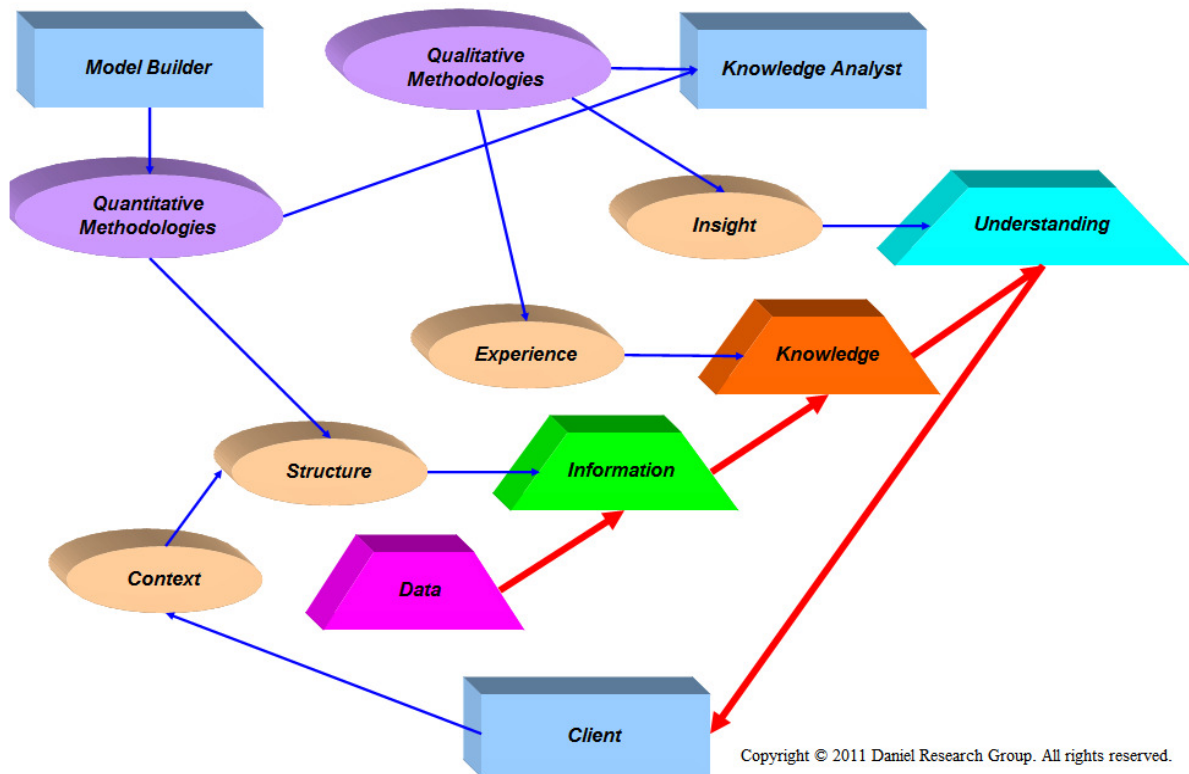 Model Builder
Qualitative
Methodologies
Knowledge Analyst
Quantitative
Methodologies
Insight
Understanding
Experience
Knowledge
Structure
Information
Context
Data
Client
Copyright © 2011 Daniel Research Group. All rights reserved.